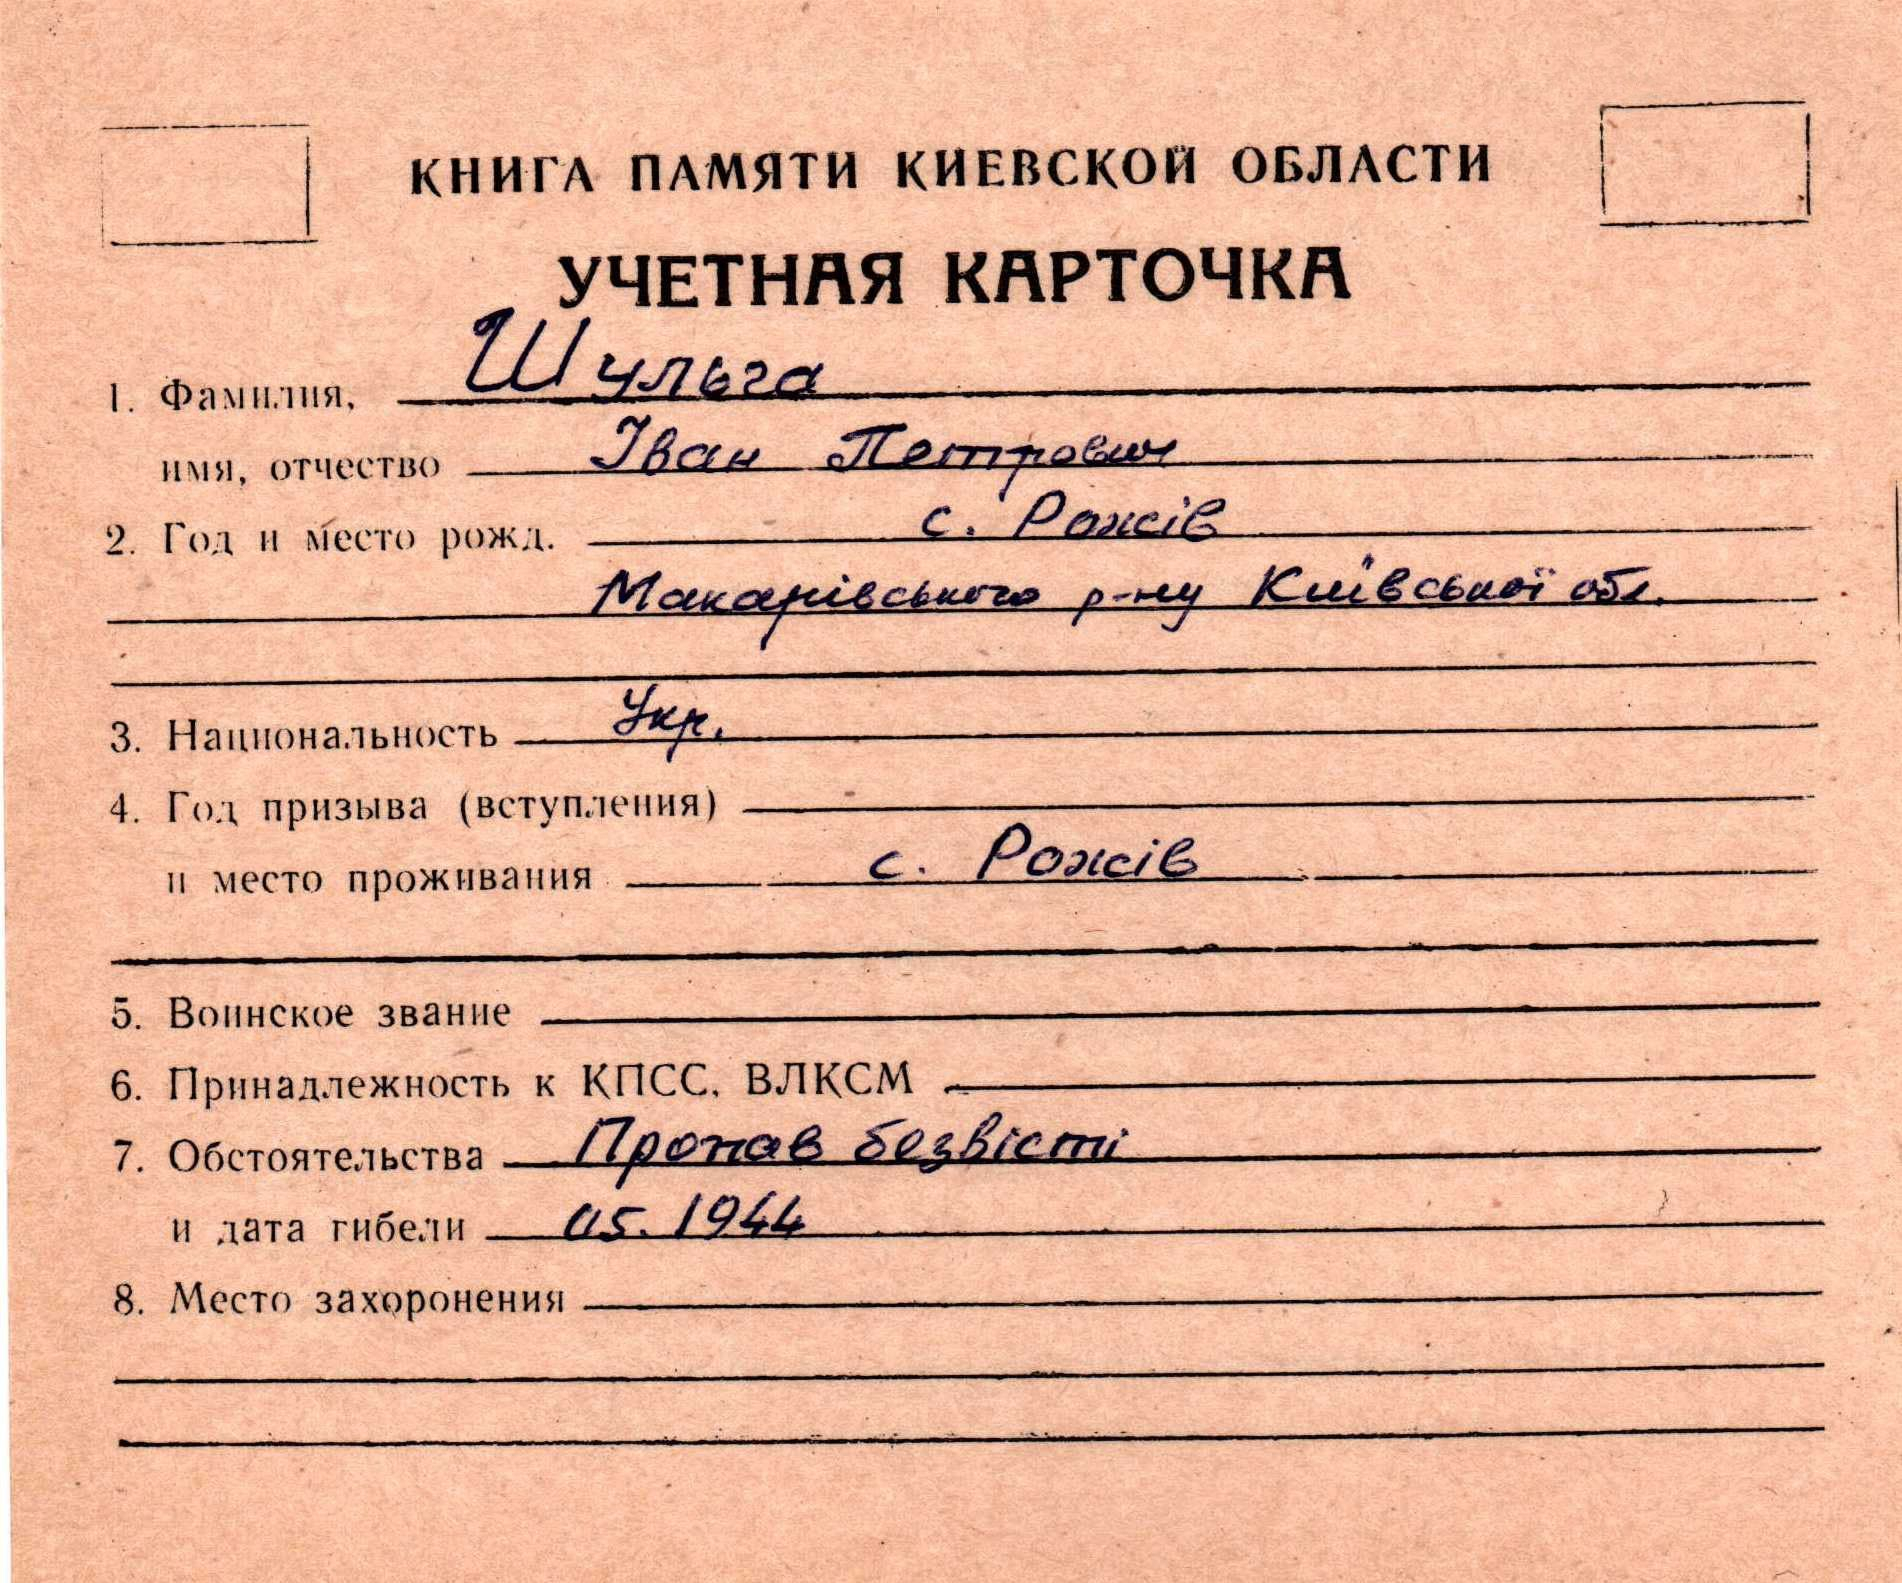 КНИГА ПАМЯТИ КИЕВСКОЙ ОБЛАСТИ
УЧЕТНАЯ КАРТОЧКА
1. Фамилия, Шульга
имя, отчество Іван Петрович
2. Год и место рожд. с. Рожів
Макарівського р-ну Київської обл.
3. Национальность Укр.
4. Год призыва (вступления)
и место проживания с. Рожів
5. Воинское звание
6. Принадлежность к КПСС, ВЛКСМ
7. Обстоятельства Пропав безвісті
и дата гибели 05.1944
8. Место захоронения